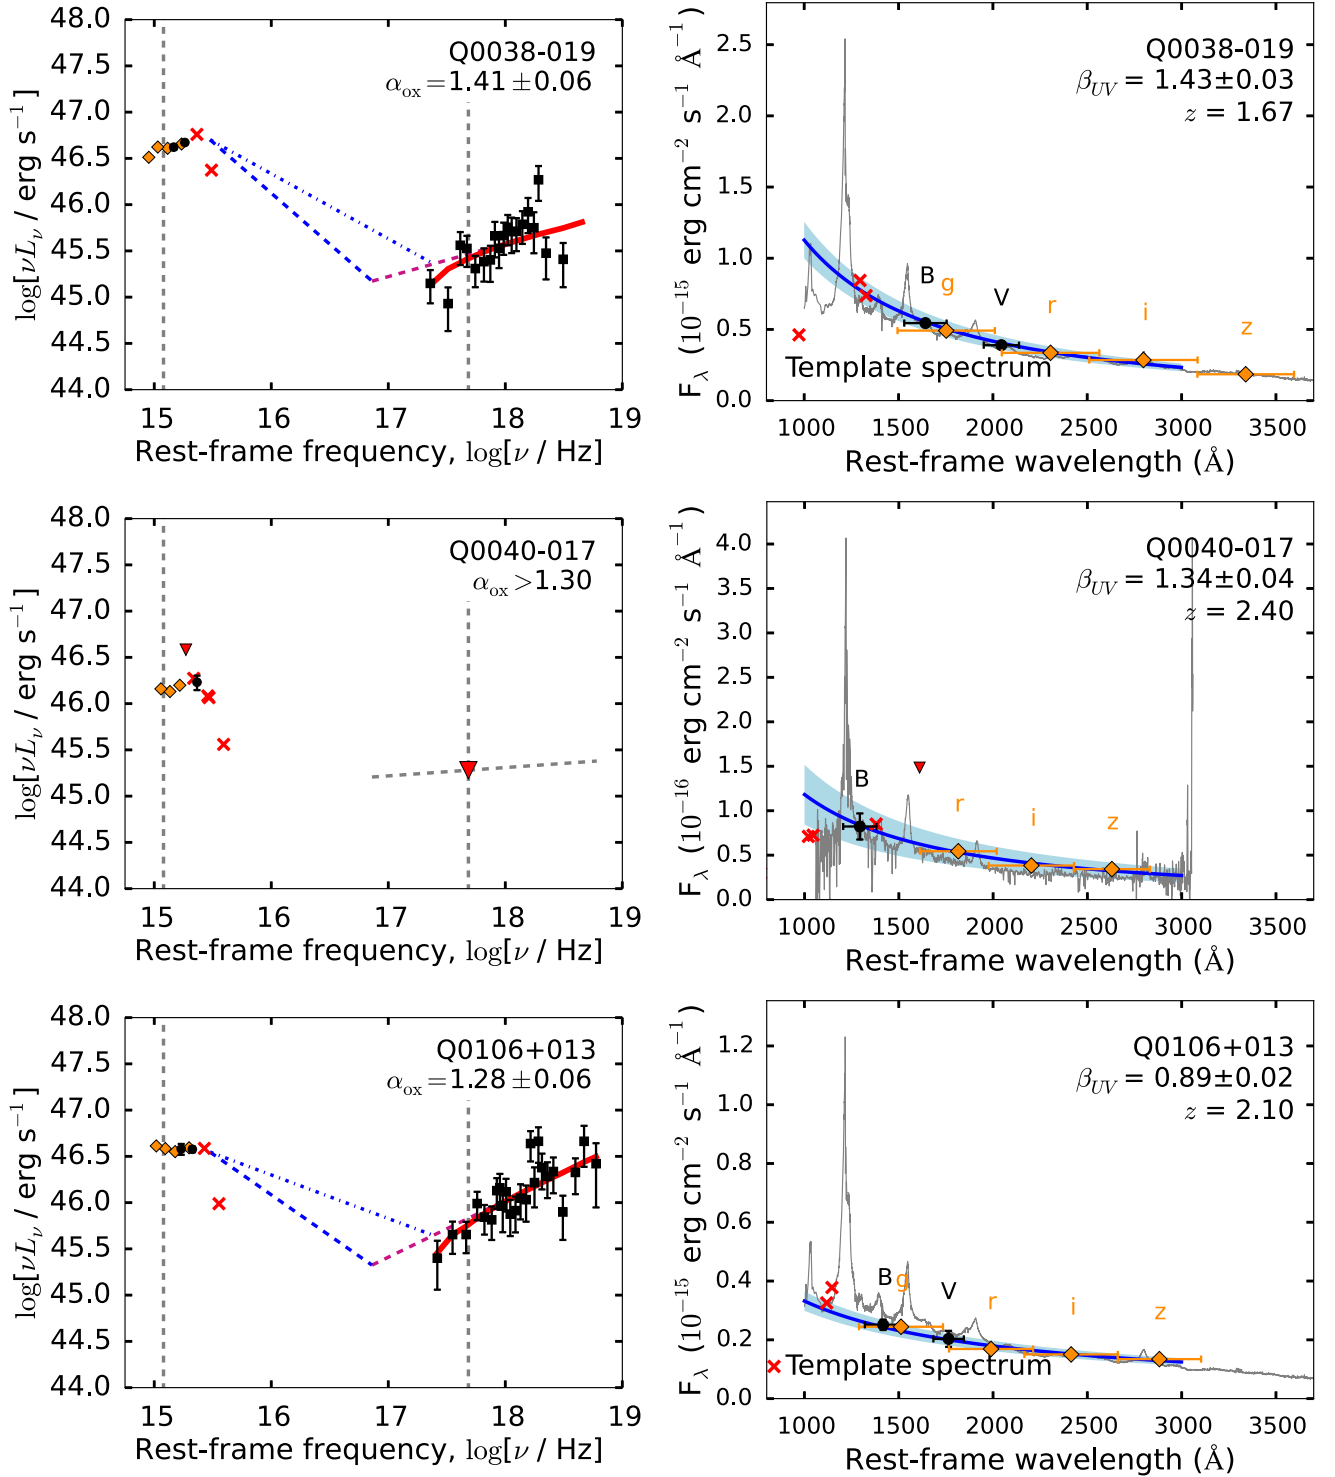 48.0
47.5
47.0
46.5
46.0
45.5
45.0
44.5
44.0
log[νL_ν / erg s⁻¹]
Q0038-019
α_ox = 1.41 ± 0.06
15 16 17 18 19
Rest-frame frequency, log[ν / Hz]
2.5
2.0
1.5
1.0
0.5
0.0
F_λ (10⁻¹⁵ erg cm⁻² s⁻¹ Å⁻¹)
Q0038-019
β_UV = 1.43±0.03
z = 1.67
B g V r i z
Template spectrum
1000 1500 2000 2500 3000 3500
Rest-frame wavelength (Å)
48.0
47.5
47.0
46.5
46.0
45.5
45.0
44.5
44.0
log[νL_ν / erg s⁻¹]
Q0040-017
α_ox > 1.30
15 16 17 18 19
Rest-frame frequency, log[ν / Hz]
4.0
3.5
3.0
2.5
2.0
1.5
1.0
0.5
0.0
F_λ (10⁻¹⁶ erg cm⁻² s⁻¹ Å⁻¹)
Q0040-017
β_UV = 1.34±0.04
z = 2.40
B r i z
1000 1500 2000 2500 3000 3500
Rest-frame wavelength (Å)
48.0
47.5
47.0
46.5
46.0
45.5
45.0
44.5
44.0
log[νL_ν / erg s⁻¹]
Q0106+013
α_ox = 1.28 ± 0.06
15 16 17 18 19
Rest-frame frequency, log[ν / Hz]
1.2
1.0
0.8
0.6
0.4
0.2
0.0
F_λ (10⁻¹⁵ erg cm⁻² s⁻¹ Å⁻¹)
Q0106+013
β_UV = 0.89±0.02
z = 2.10
B g V r i z
Template spectrum
1000 1500 2000 2500 3000 3500
Rest-frame wavelength (Å)